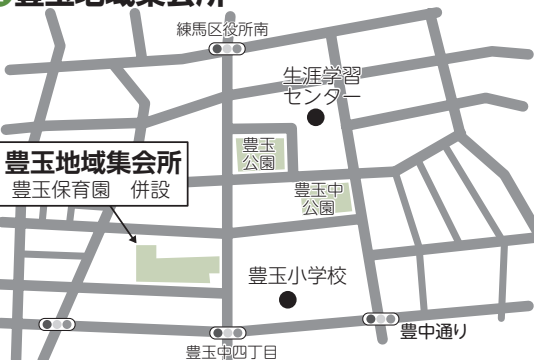 豊玉地域集会所
練馬区役所南
生涯学習
センター
豊玉
公園
豊玉地域集会所
豊玉保育園 併設
豊玉中
公園
豊玉小学校
豊中通り
豊玉中四丁目